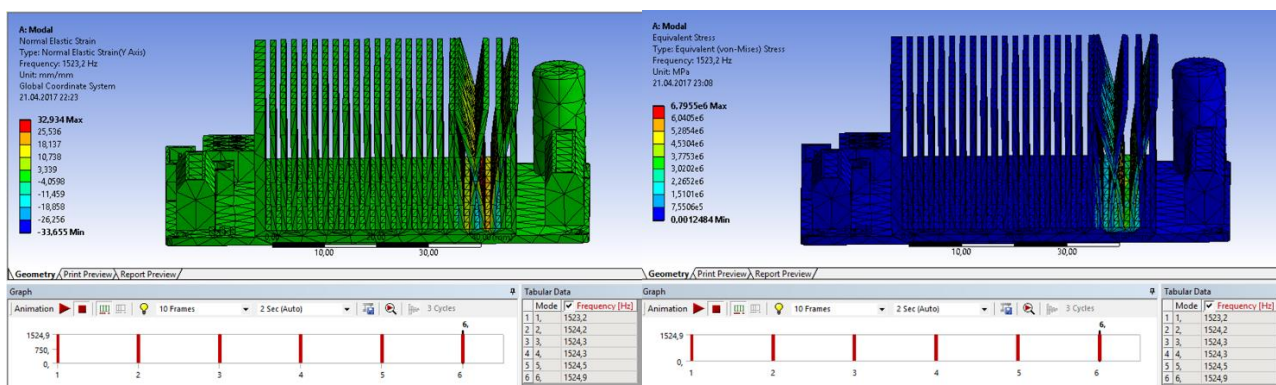 A: Modal
Normal Elastic Strain
Type: Normal Elastic Strain(Y Axis)
Frequency: 1523,2 Hz
Unit: mm/mm
Global Coordinate System
21.04.2017 22:23
32,934 Max
25,536
18,137
10,738
3,339
-4,0598
-11,459
-18,858
-26,256
-33,655 Min
10,00
30,00
Geometry Print Preview Report Preview
Graph
Animation 10 Frames 2 Sec (Auto) 3 Cycles
6,
1524,9
750,
0,
1 2 3 4 5 6
Tabular Data
Mode Frequency [Hz]
1 1, 1523,2
2 2, 1524,2
3 3, 1524,3
4 4, 1524,3
5 5, 1524,5
6 6, 1524,9
A: Modal
Equivalent Stress
Type: Equivalent (von-Mises) Stress
Frequency: 1523,2 Hz
Unit: MPa
21.04.2017 23:08
6,7955e6 Max
6,0405e6
5,2854e6
4,5304e6
3,7753e6
3,0202e6
2,2652e6
1,5101e6
7,5506e5
0,0012484 Min
10,00
30,00
Geometry Print Preview Report Preview
Graph
Animation 10 Frames 2 Sec (Auto) 3 Cycles
6,
1524,9
0,
1 2 3 4 5 6
Tabular Data
Mode Frequency [Hz]
1 1, 1523,2
2 2, 1524,2
3 3, 1524,3
4 4, 1524,3
5 5, 1524,5
6 6, 1524,9